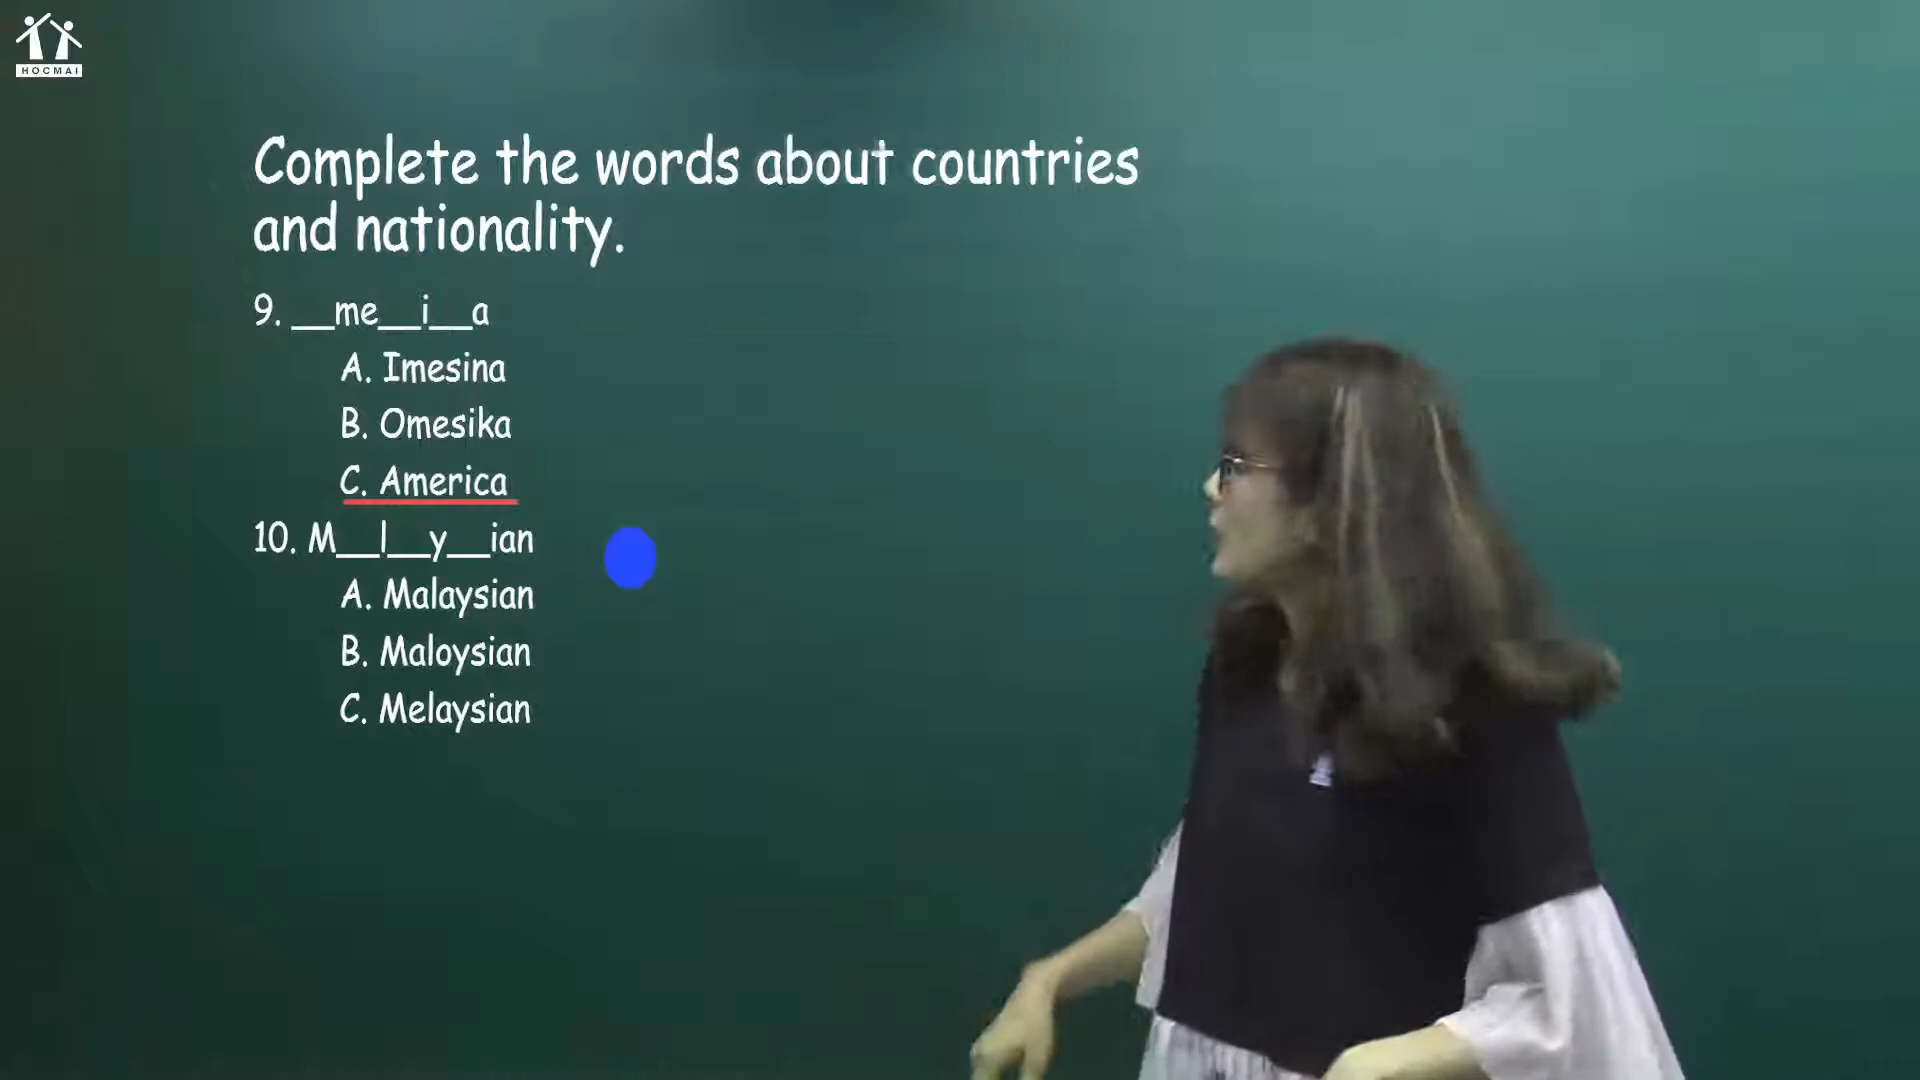 HOCMAI
Complete the words about countries
and nationality.
9. __me__i__a
A. Imesina
B. Omesika
C. America
10. M__l__y__ian
A. Malaysian
B. Maloysian
C. Melaysian